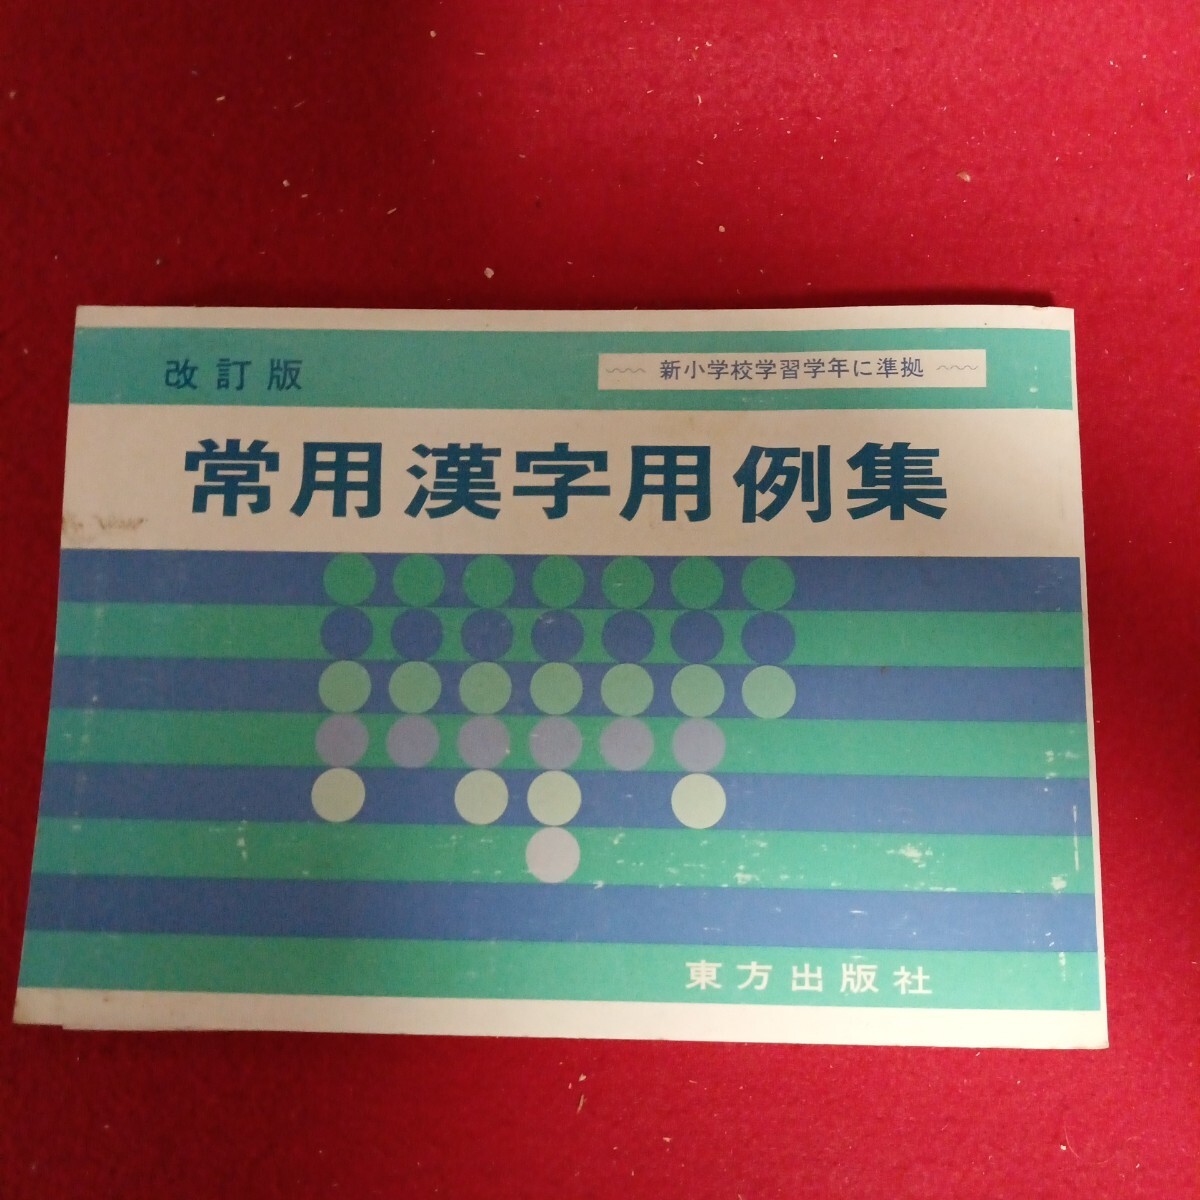 改訂版
新小学校学習学年に準拠
常用漢字用例集
東方出版社